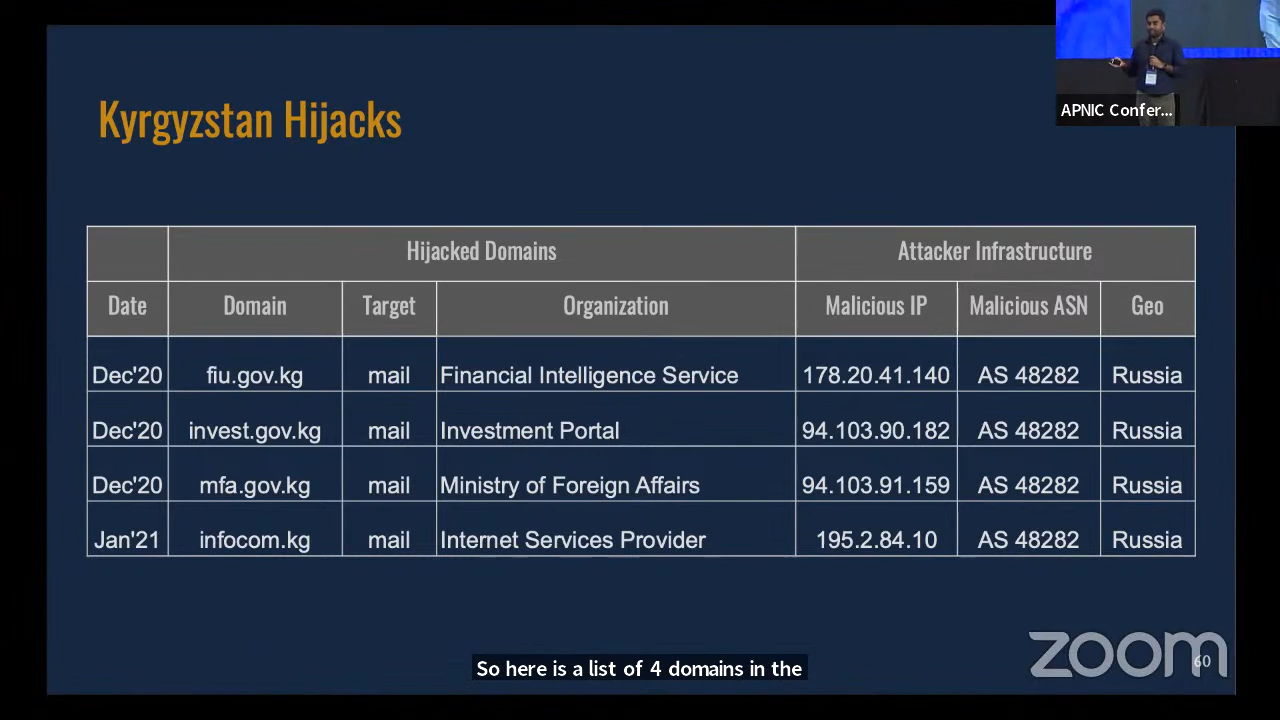 APNIC Confer...
Kyrgyzstan Hijacks
Hijacked Domains Attacker Infrastructure
Date Domain Target Organization Malicious IP Malicious ASN Geo
Dec'20 fiu.gov.kg mail Financial Intelligence Service 178.20.41.140 AS 48282 Russia
Dec'20 invest.gov.kg mail Investment Portal 94.103.90.182 AS 48282 Russia
Dec'20 mfa.gov.kg mail Ministry of Foreign Affairs 94.103.91.159 AS 48282 Russia
Jan'21 infocom.kg mail Internet Services Provider 195.2.84.10 AS 48282 Russia
So here is a list of 4 domains in the
zoom 60